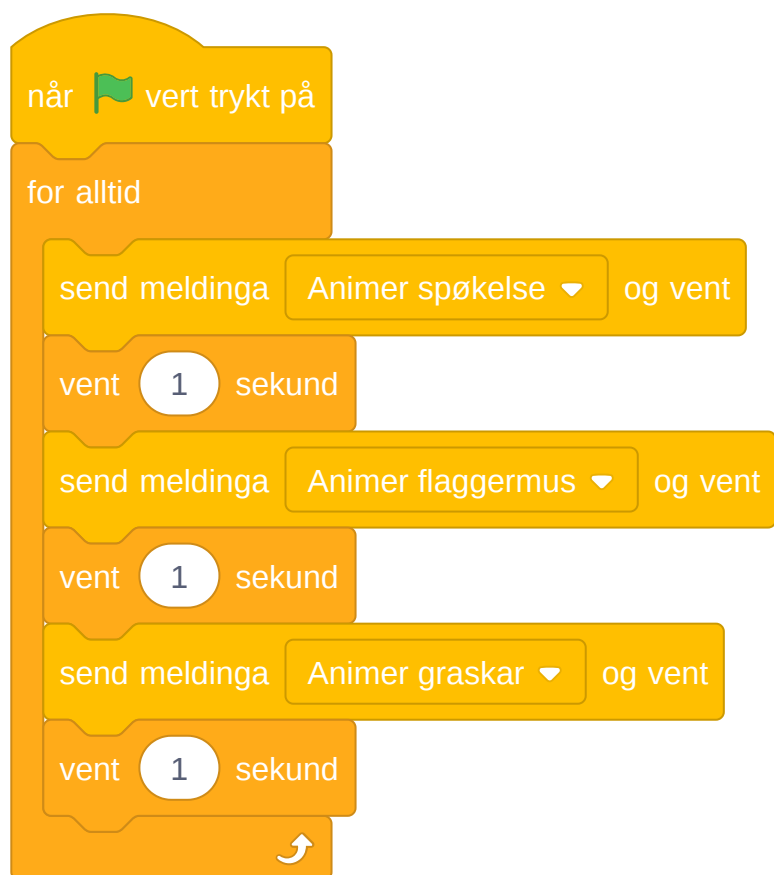 når vert trykt på
for alltid
send meldinga Animer spøkelse og vent
vent 1 sekund
send meldinga Animer flaggermus og vent
vent 1 sekund
send meldinga Animer graskar og vent
vent 1 sekund